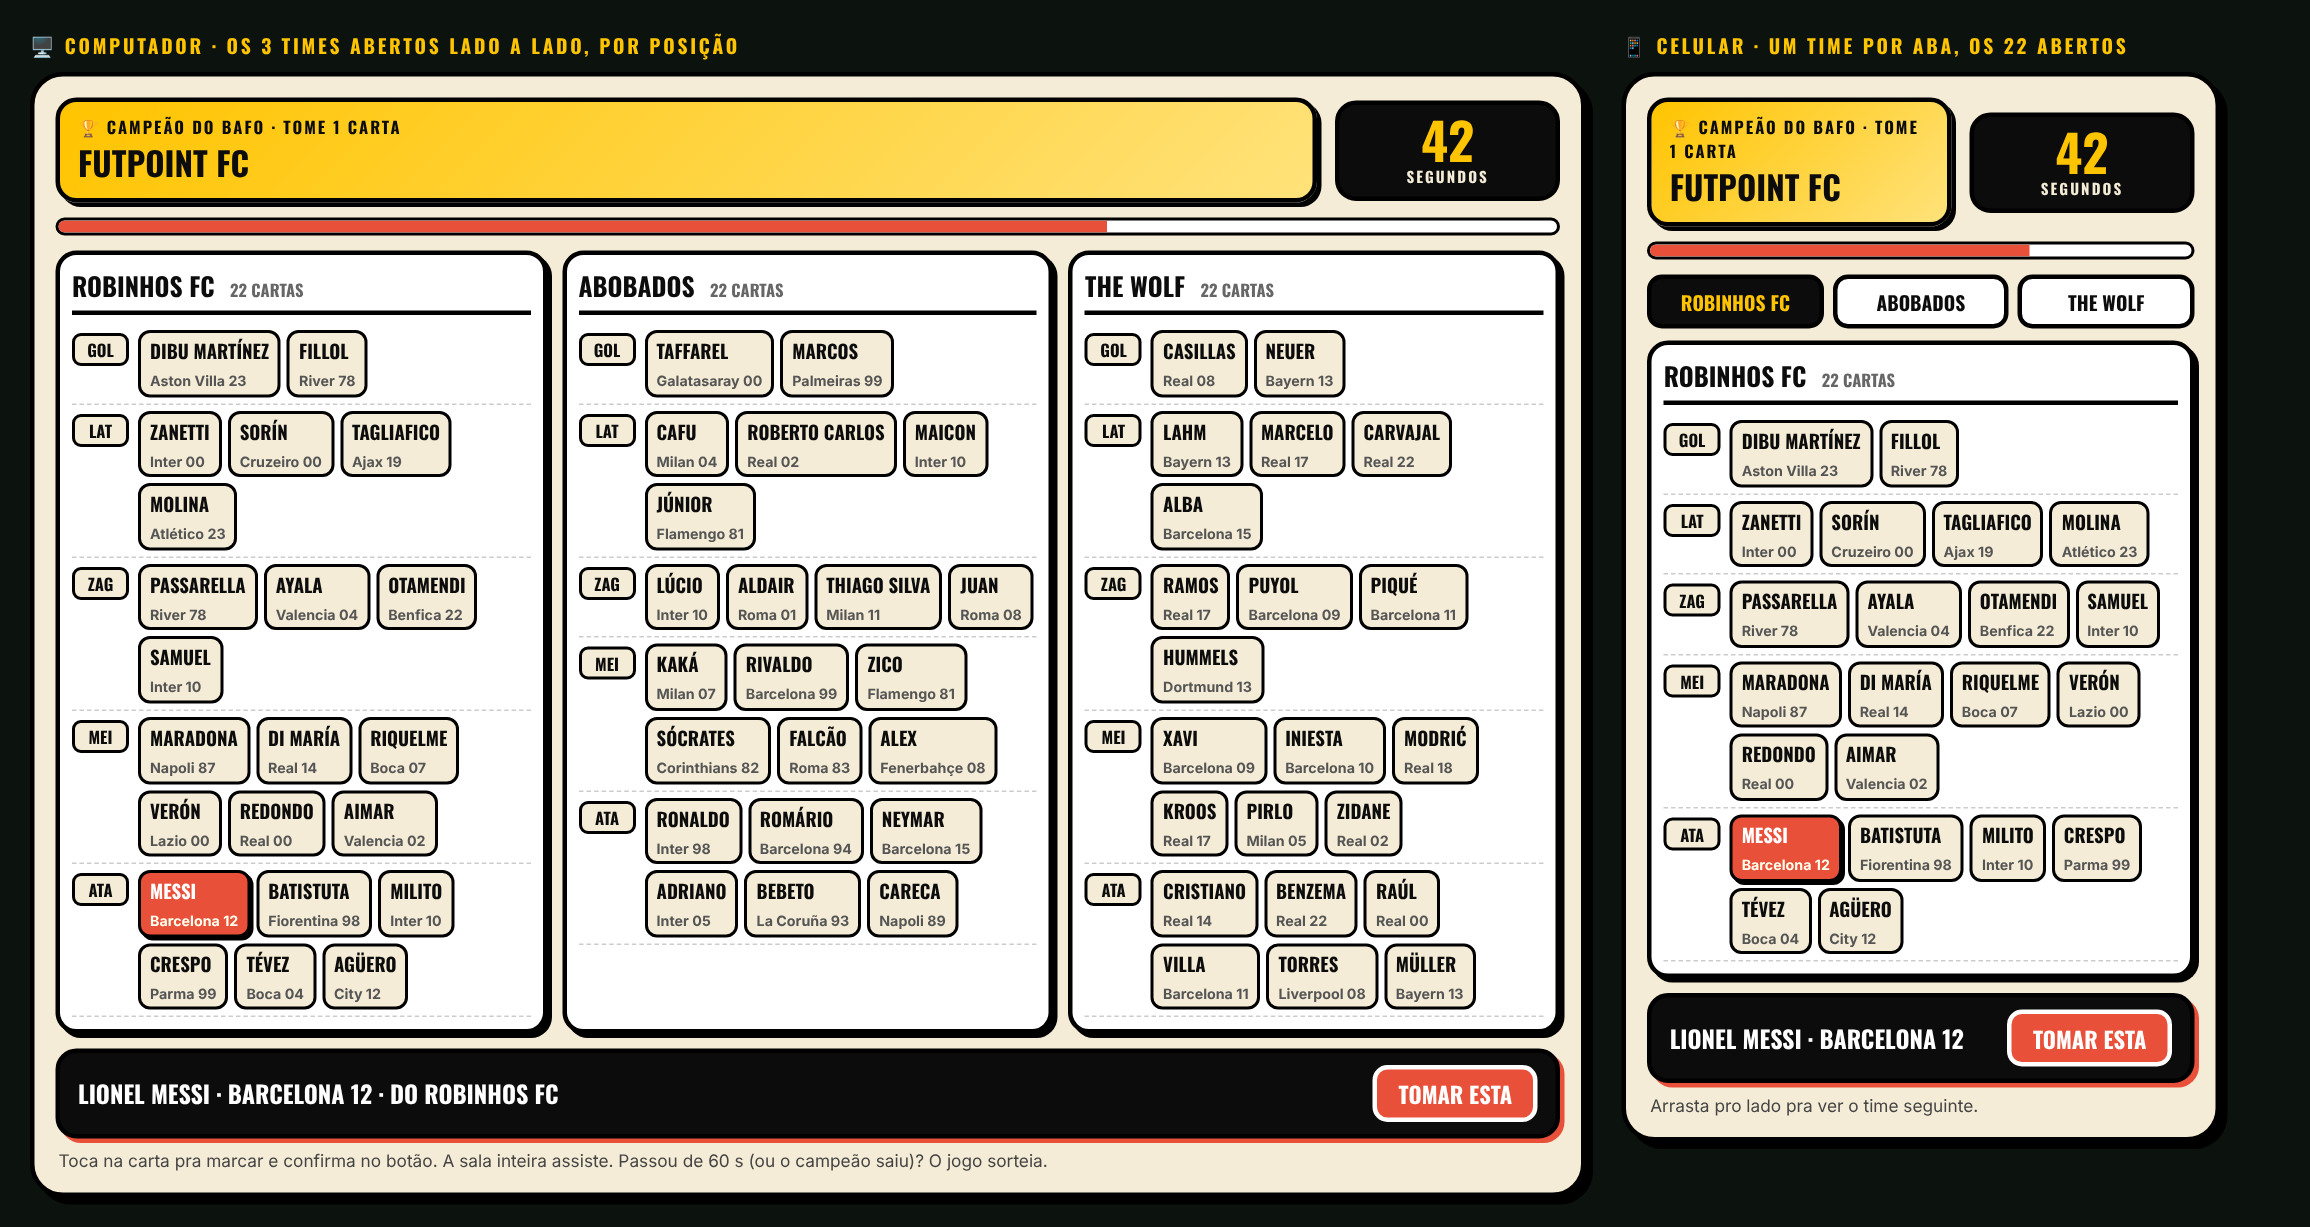 🖥️ COMPUTADOR · OS 3 TIMES ABERTOS LADO A LADO, POR POSIÇÃO
🏆 CAMPEÃO DO BAFO · TOME 1 CARTA
FUTPOINT FC
42
SEGUNDOS
ROBINHOS FC 22 CARTAS
GOL
DIBU MARTÍNEZ FILLOL
Aston Villa 23 River 78
LAT
ZANETTI SORÍN TAGLIAFICO
Inter 00 Cruzeiro 00 Ajax 19
MOLINA
Atlético 23
ZAG
PASSARELLA AYALA OTAMENDI
River 78 Valencia 04 Benfica 22
SAMUEL
Inter 10
MEI
MARADONA DI MARÍA RIQUELME
Napoli 87 Real 14 Boca 07
VERÓN REDONDO AIMAR
Lazio 00 Real 00 Valencia 02
ATA
MESSI BATISTUTA MILITO
Barcelona 12 Fiorentina 98 Inter 10
CRESPO TÉVEZ AGÜERO
Parma 99 Boca 04 City 12
ABOBADOS 22 CARTAS
GOL
TAFFAREL MARCOS
Galatasaray 00 Palmeiras 99
LAT
CAFU ROBERTO CARLOS MAICON
Milan 04 Real 02 Inter 10
JÚNIOR
Flamengo 81
ZAG
LÚCIO ALDAIR THIAGO SILVA JUAN
Inter 10 Roma 01 Milan 11 Roma 08
MEI
KAKÁ RIVALDO ZICO
Milan 07 Barcelona 99 Flamengo 81
SÓCRATES FALCÃO ALEX
Corinthians 82 Roma 83 Fenerbahçe 08
ATA
RONALDO ROMÁRIO NEYMAR
Inter 98 Barcelona 94 Barcelona 15
ADRIANO BEBETO CARECA
Inter 05 La Coruña 93 Napoli 89
THE WOLF 22 CARTAS
GOL
CASILLAS NEUER
Real 08 Bayern 13
LAT
LAHM MARCELO CARVAJAL
Bayern 13 Real 17 Real 22
ALBA
Barcelona 15
ZAG
RAMOS PUYOL PIQUÉ
Real 17 Barcelona 09 Barcelona 11
HUMMELS
Dortmund 13
MEI
XAVI INIESTA MODRIĆ
Barcelona 09 Barcelona 10 Real 18
KROOS PIRLO ZIDANE
Real 17 Milan 05 Real 02
ATA
CRISTIANO BENZEMA RAÚL
Real 14 Real 22 Real 00
VILLA TORRES MÜLLER
Barcelona 11 Liverpool 08 Bayern 13
LIONEL MESSI · BARCELONA 12 · DO ROBINHOS FC
TOMAR ESTA
Toca na carta pra marcar e confirma no botão. A sala inteira assiste. Passou de 60 s (ou o campeão saiu)? O jogo sorteia.
📱 CELULAR · UM TIME POR ABA, OS 22 ABERTOS
🏆 CAMPEÃO DO BAFO · TOME
1 CARTA
FUTPOINT FC
42
SEGUNDOS
ROBINHOS FC ABOBADOS THE WOLF
ROBINHOS FC 22 CARTAS
GOL
DIBU MARTÍNEZ FILLOL
Aston Villa 23 River 78
LAT
ZANETTI SORÍN TAGLIAFICO MOLINA
Inter 00 Cruzeiro 00 Ajax 19 Atlético 23
ZAG
PASSARELLA AYALA OTAMENDI SAMUEL
River 78 Valencia 04 Benfica 22 Inter 10
MEI
MARADONA DI MARÍA RIQUELME VERÓN
Napoli 87 Real 14 Boca 07 Lazio 00
REDONDO AIMAR
Real 00 Valencia 02
ATA
MESSI BATISTUTA MILITO CRESPO
Barcelona 12 Fiorentina 98 Inter 10 Parma 99
TÉVEZ AGÜERO
Boca 04 City 12
LIONEL MESSI · BARCELONA 12
TOMAR ESTA
Arrasta pro lado pra ver o time seguinte.